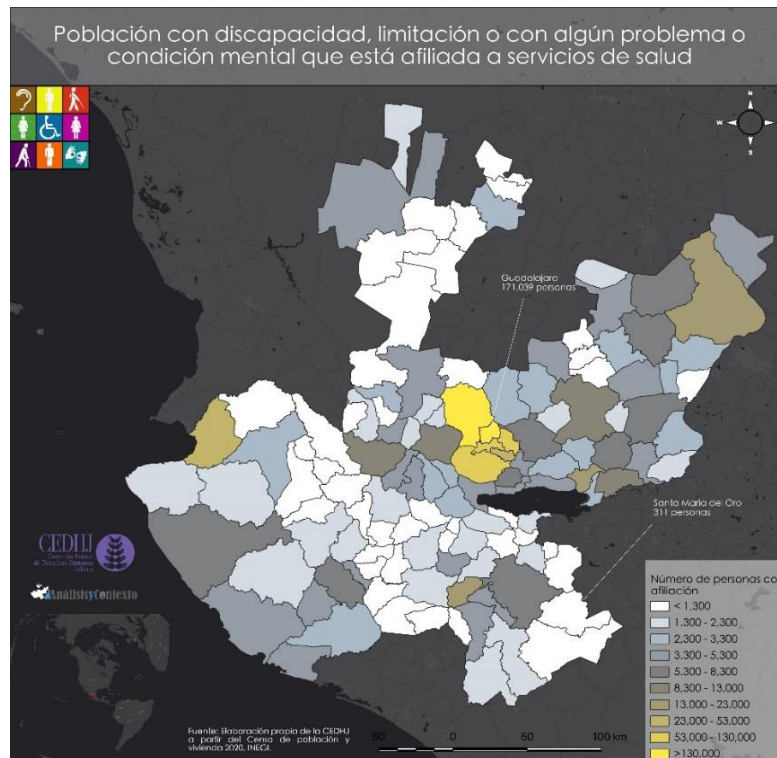 Población con discapacidad, limitación o con algún problema o
condición mental que está afiliada a servicios de salud
N
W
E
S
Guadalajara
171,039 personas
Santa María del Oro
311 personas
CEDHJ
AnálisisyContexto
Número de personas co
afiliación
< 1,300
1,300 - 2,300
2,300 - 3,300
3,300 - 5,300
5,300 - 8,300
8,300 - 13,000
13,000 - 23,000
23,000 - 53,000
53,000 - 130,000
>130,000
Fuente: Elaboración propia de la CEDHJ
a partir del Censo de población y
vivienda 2020, INEGI.
50 0 50 100 km